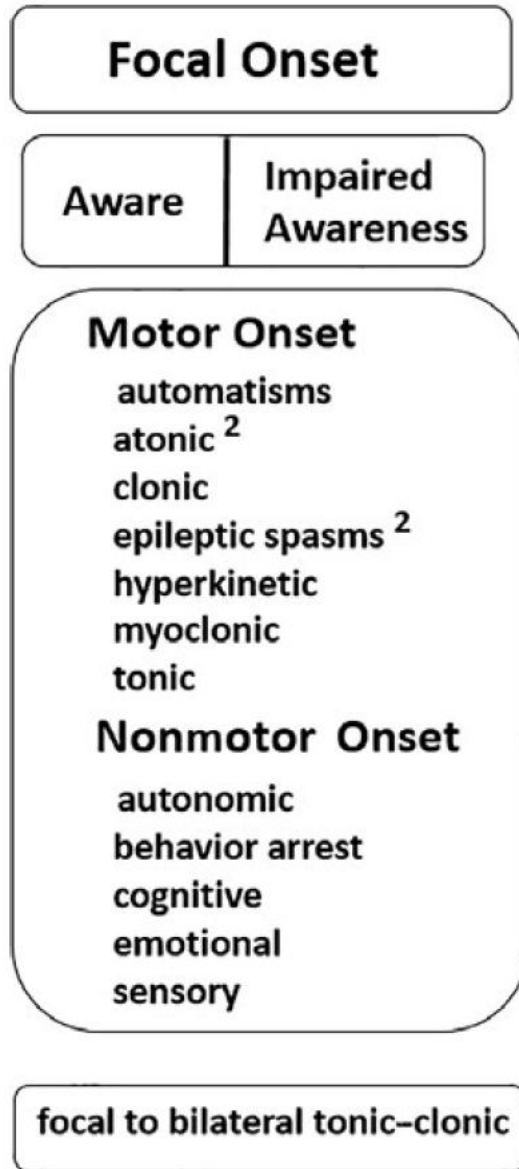 Focal Onset
Aware
Impaired
Awareness
Motor Onset
automatisms
atonic ²
clonic
epileptic spasms ²
hyperkinetic
myoclonic
tonic
Nonmotor Onset
autonomic
behavior arrest
cognitive
emotional
sensory
focal to bilateral tonic–clonic